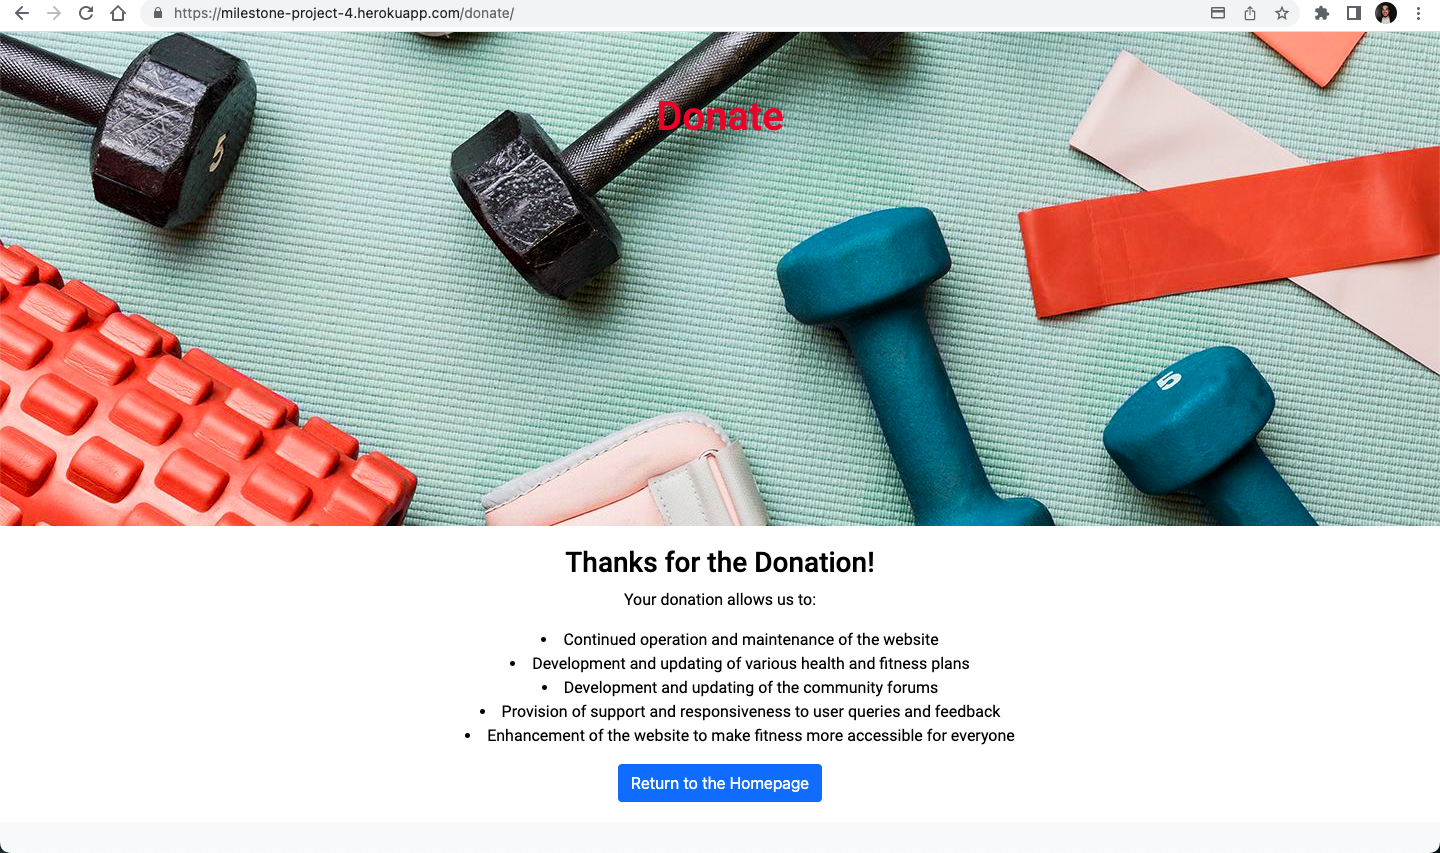 https://milestone-project-4.herokuapp.com/donate/
5
Donate
5
Thanks for the Donation!
Your donation allows us to:
• Continued operation and maintenance of the website
• Development and updating of various health and fitness plans
• Development and updating of the community forums
• Provision of support and responsiveness to user queries and feedback
• Enhancement of the website to make fitness more accessible for everyone
Return to the Homepage